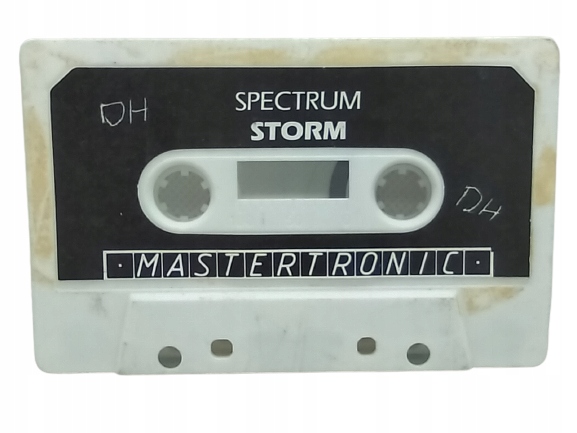 DH
SPECTRUM
STORM
DH
· MASTERTRONIC ·